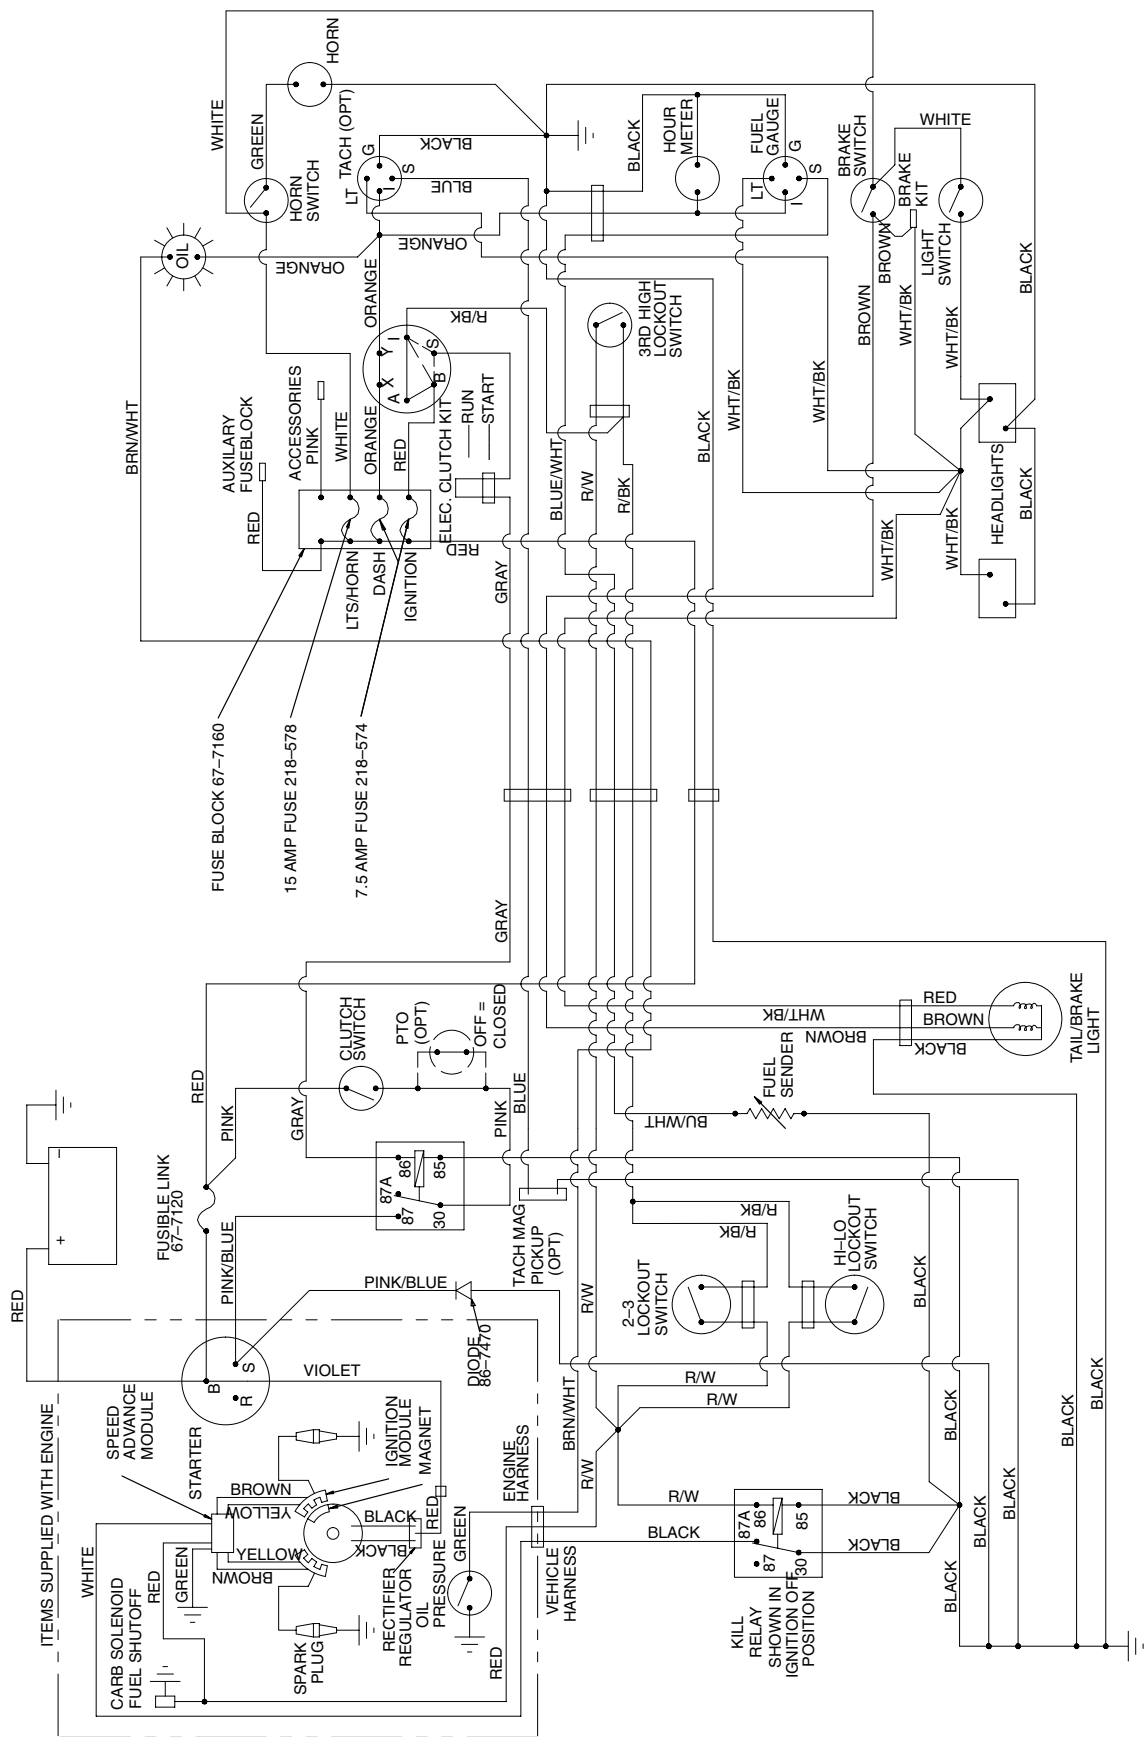 WHITE
HORN
GREEN
HORN
SWITCH
TACH (OPT)
G
S
LT
I
BLACK
BLUE
OIL
ORANGE
ORANGE
ORANGE
BLACK
HOUR
METER
FUEL
GAUGE
LT
G
S
I
BRAKE
SWITCH
WHITE
BRAKE
KIT
BROWN
BROWN
LIGHT
SWITCH
WHT/BK
WHT/BK
BLACK
R/BK
3RD HIGH
LOCKOUT
SWITCH
Y
I
X
S
A
B
BRN/WHT
AUXILARY
FUSEBLOCK
ACCESSORIES
PINK
WHITE
ORANGE
RED
ELEC. CLUTCH KIT
RUN
START
RED
LTS/HORN
DASH
IGNITION
RED
GRAY
BLUE/WHT
R/W
R/BK
BLACK
WHT/BK
WHT/BK
WHT/BK
WHT/BK
HEADLIGHTS
BLACK
FUSE BLOCK 67–7160
15 AMP FUSE 218–578
7.5 AMP FUSE 218–574
GRAY
RED
PINK
GRAY
CLUTCH
SWITCH
PTO
(OPT)
OFF =
CLOSED
PINK
BLUE
WHT/BK
BROWN
RED
BROWN
BLACK
TAIL/BRAKE
LIGHT
FUEL
SENDER
BU/WHT
+
–
RED
FUSIBLE LINK
67–7120
PINK/BLUE
87A
86
87
85
30
TACH MAG
PICKUP
(OPT)
R/BK
R/BK
PINK/BLUE
DIODE
86–7470
R/W
2–3
LOCKOUT
SWITCH
HI–LO
LOCKOUT
SWITCH
BLACK
ITEMS SUPPLIED WITH ENGINE
SPEED
ADVANCE
MODULE
STARTER
B
S
R
VIOLET
BROWN
YELLOW
YELLOW
BROWN
IGNITION
MODULE
MAGNET
BLACK
BLACK
RED
RECTIFIER
REGULATOR
OIL
PRESSURE
GREEN
ENGINE
HARNESS
VEHICLE
HARNESS
BRN/WHT
R/W
R/W
R/W
R/W
BLACK
87A
86
85
87
30
BLACK
BLACK
KILL
RELAY
SHOWN IN
IGNITION OFF
POSITION
WHITE
CARB SOLENOID
FUEL SHUTOFF
RED
GREEN
SPARK
PLUG
RED
BLACK
BLACK
BLACK
BLACK
BLACK
BLACK